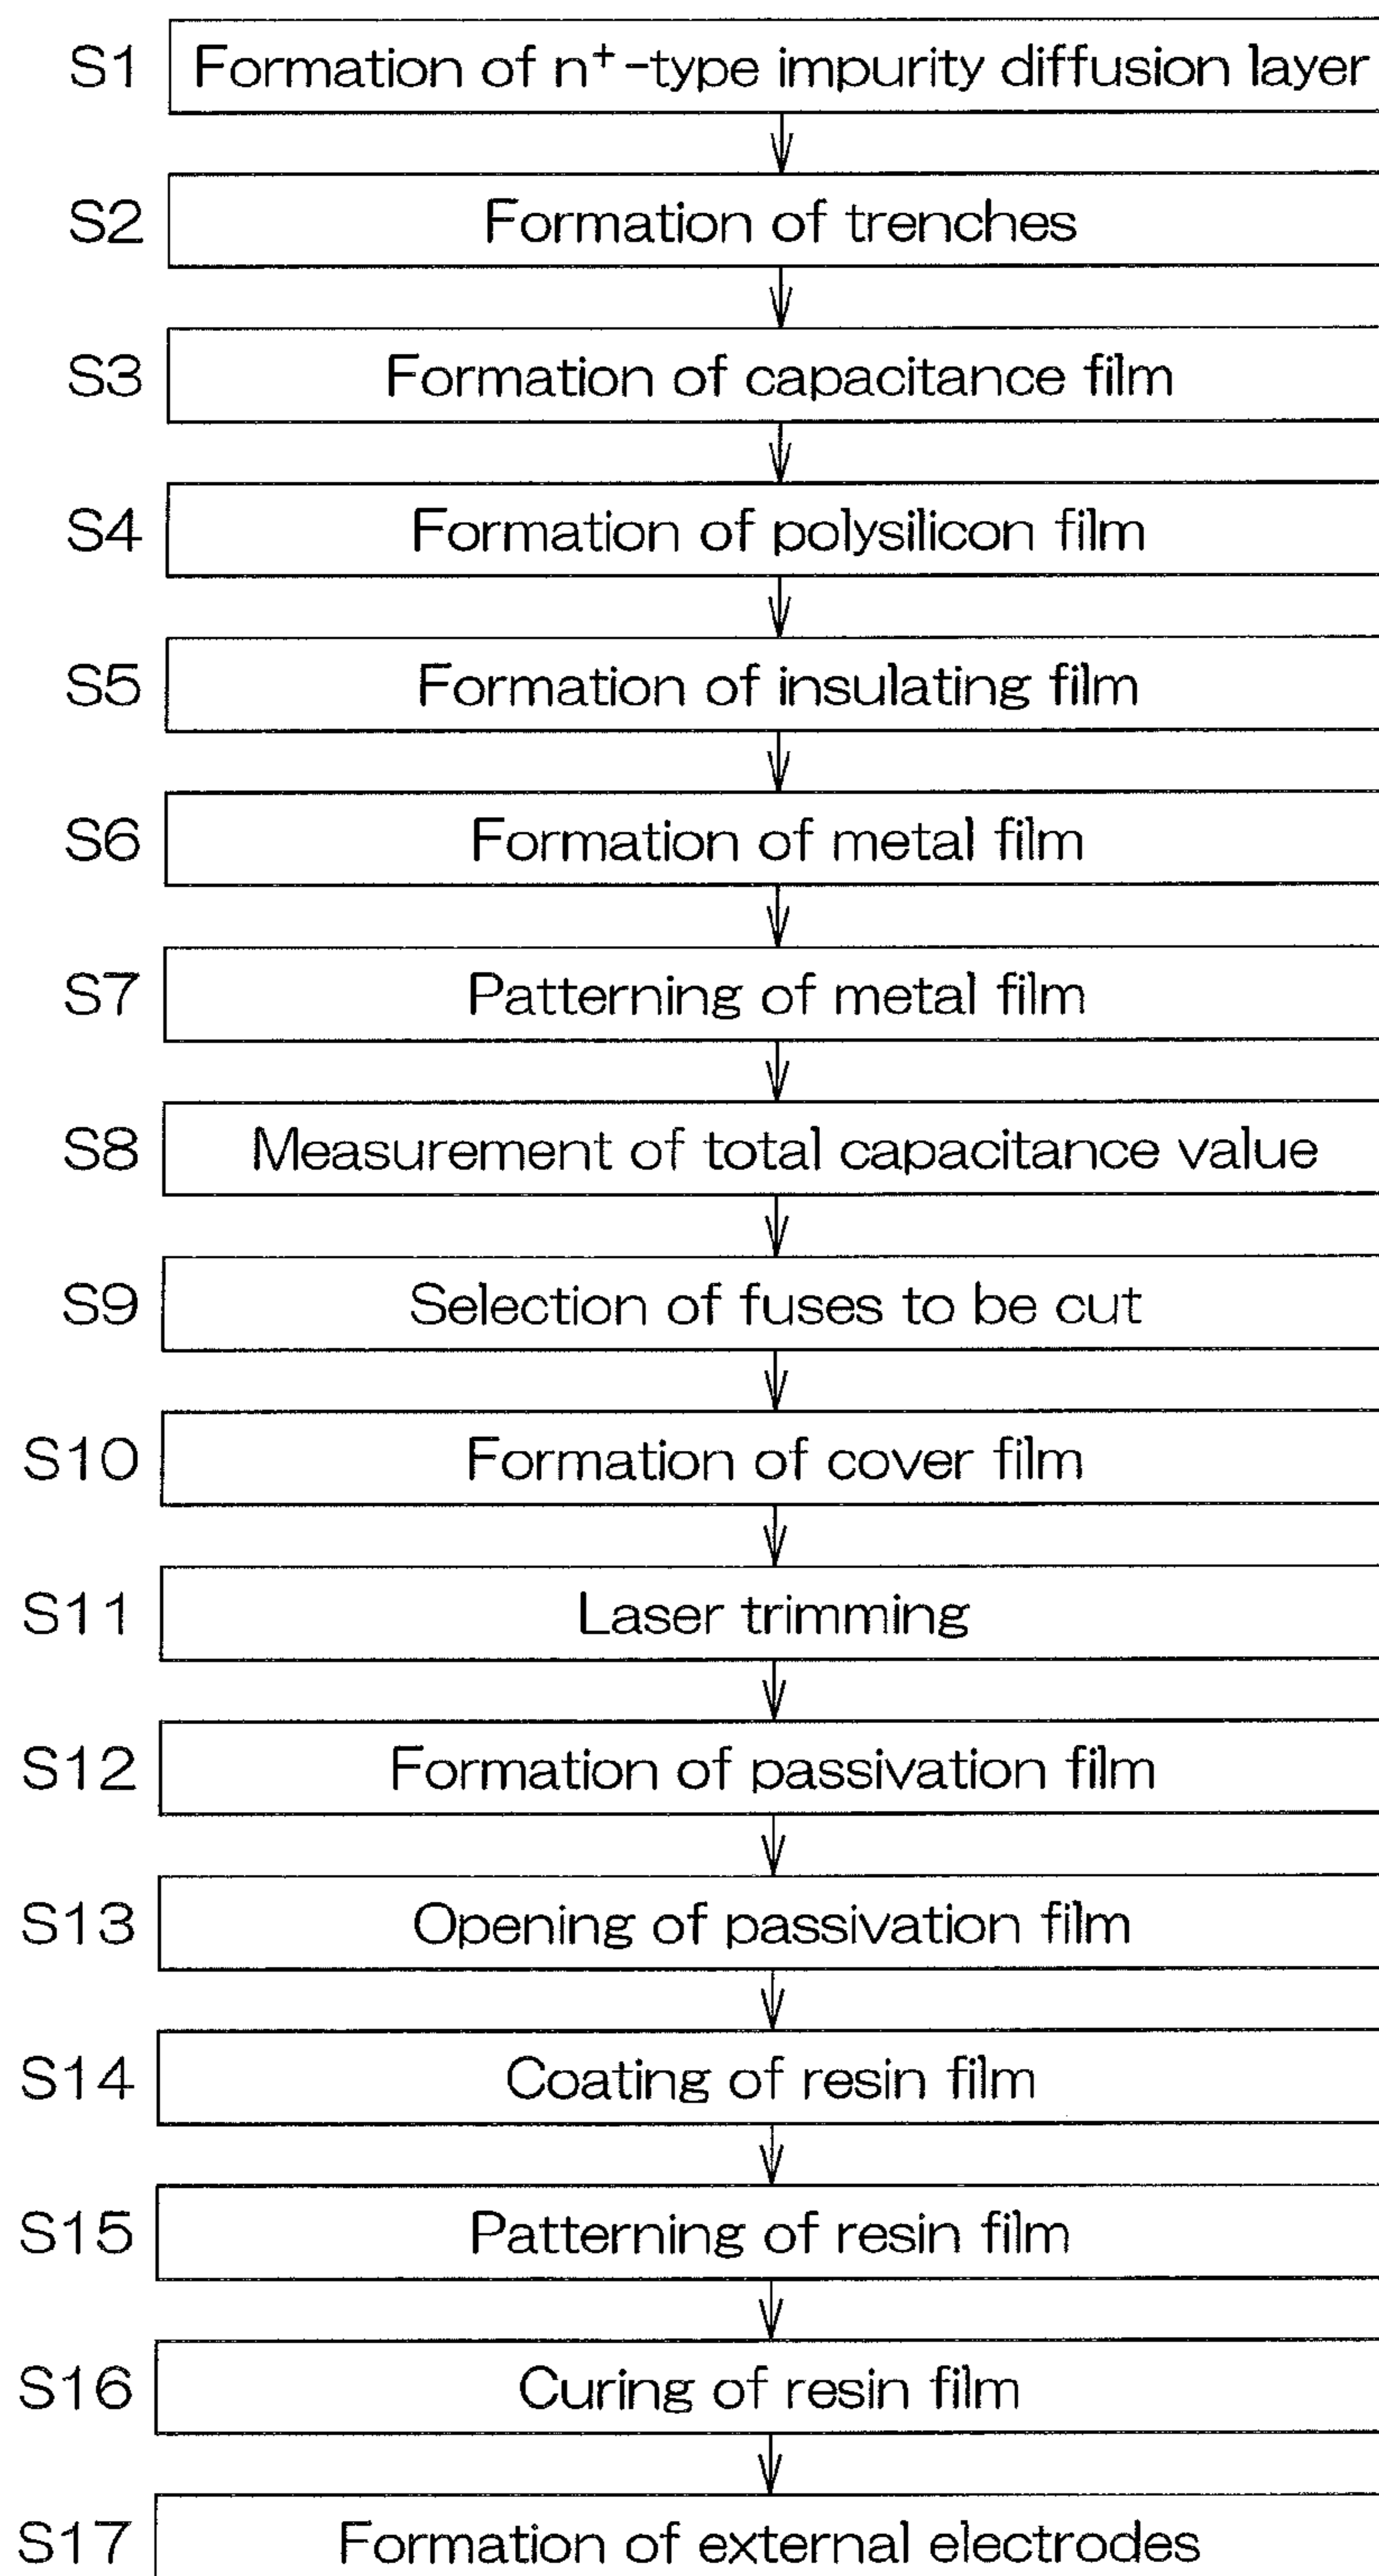 S1 Formation of n⁺-type impurity diffusion layer
S2 Formation of trenches
S3 Formation of capacitance film
S4 Formation of polysilicon film
S5 Formation of insulating film
S6 Formation of metal film
S7 Patterning of metal film
S8 Measurement of total capacitance value
S9 Selection of fuses to be cut
S10 Formation of cover film
S11 Laser trimming
S12 Formation of passivation film
S13 Opening of passivation film
S14 Coating of resin film
S15 Patterning of resin film
S16 Curing of resin film
S17 Formation of external electrodes